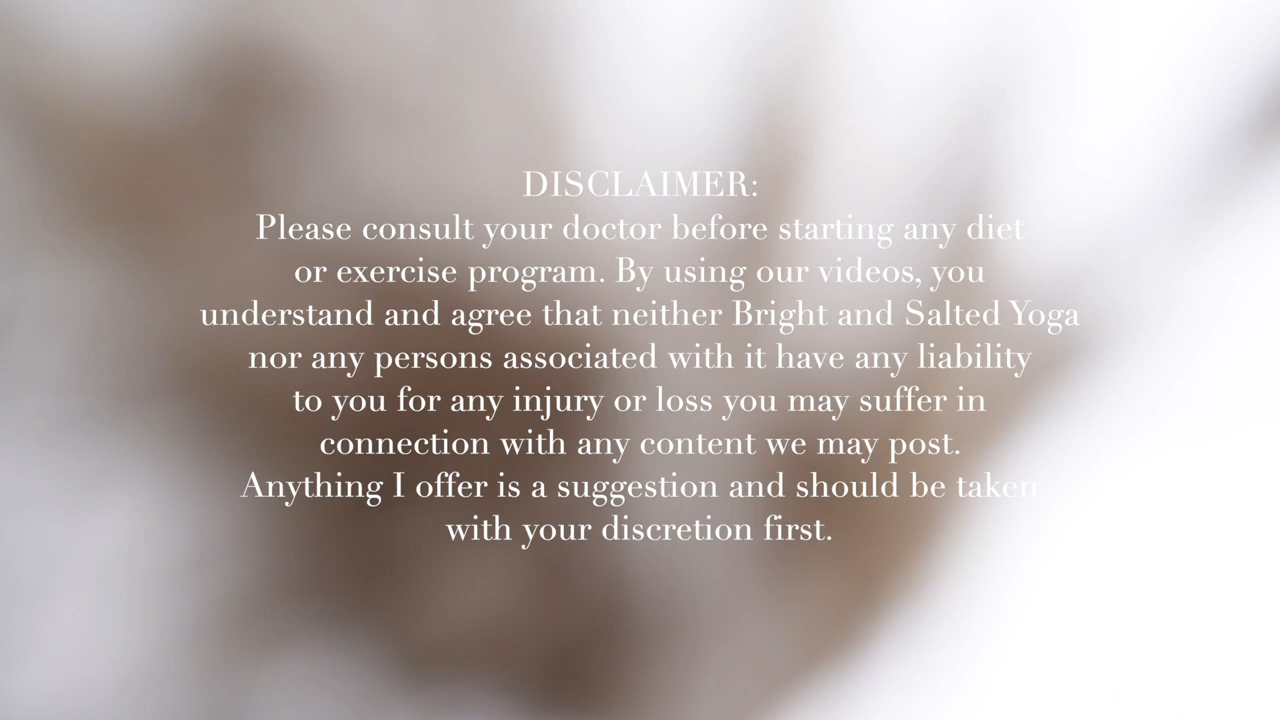 DISCLAIMER:
Please consult your doctor before starting any diet
or exercise program. By using our videos, you
understand and agree that neither Bright and Salted Yoga
nor any persons associated with it have any liability
to you for any injury or loss you may suffer in
connection with any content we may post.
Anything I offer is a suggestion and should be taken
with your discretion first.